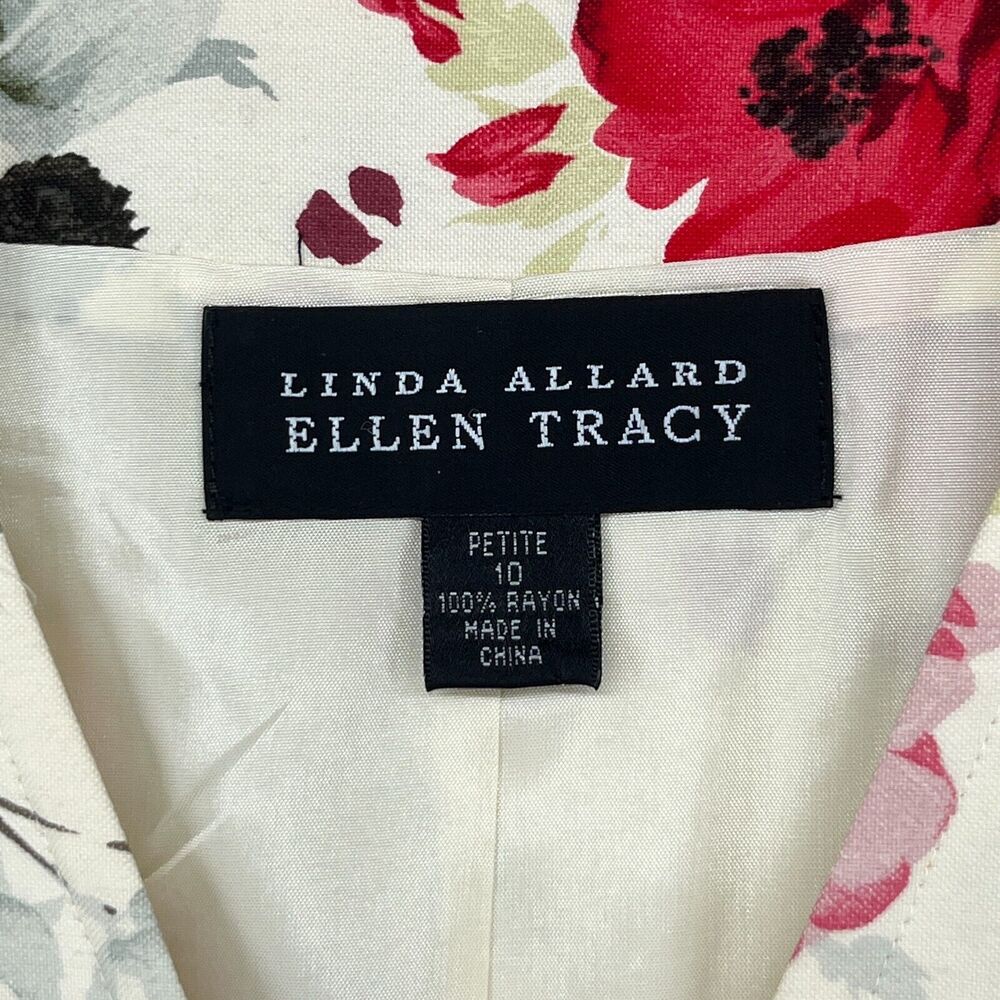 LINDA ALLARD
ELLEN TRACY
PETITE
10
100% RAYON
MADE IN
CHINA